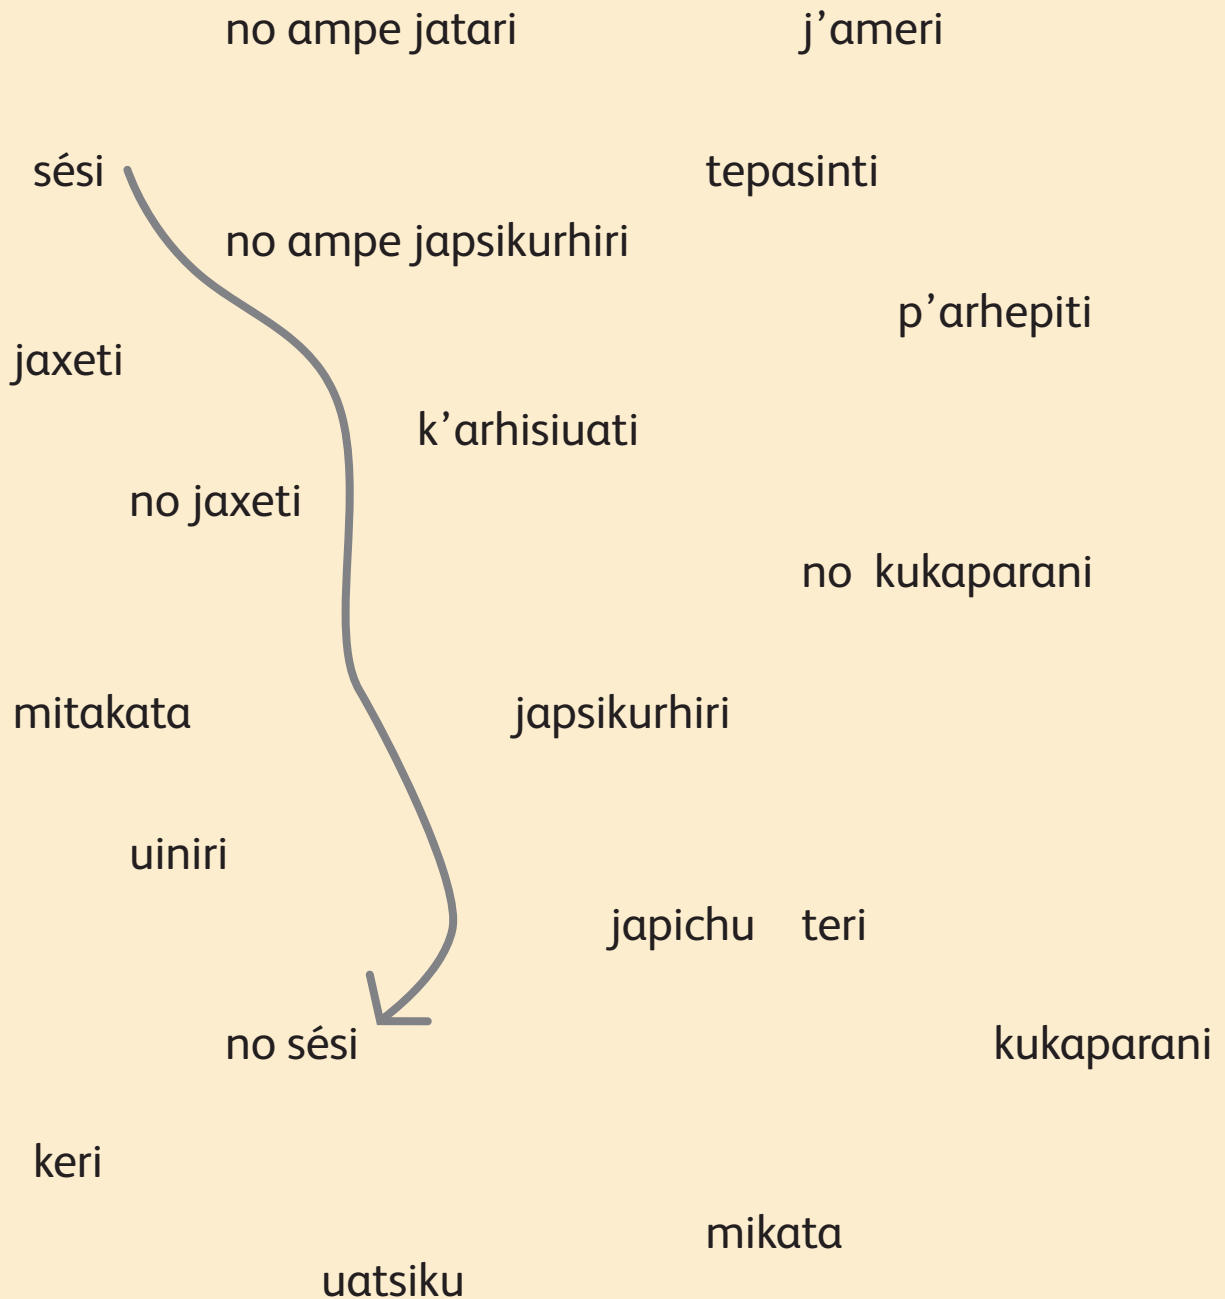 no ampe jatari j’ameri
sési tepasinti
no ampe japsikurhiri
p’arhepiti
jaxeti
k’arhisiuati
no jaxeti
no kukaparani
mitakata japsikurhiri
uiniri
japichu teri
no sési kukaparani
keri
mikata
uatsiku